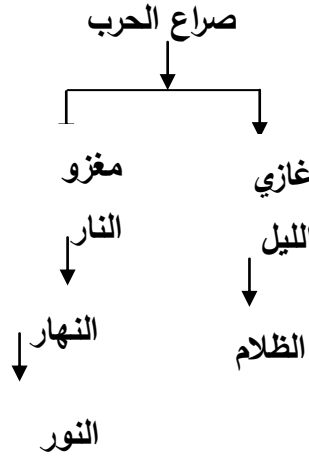 صراع الحرب
غازي
مغزو
الليل
النار
الظلام
النهار
النور